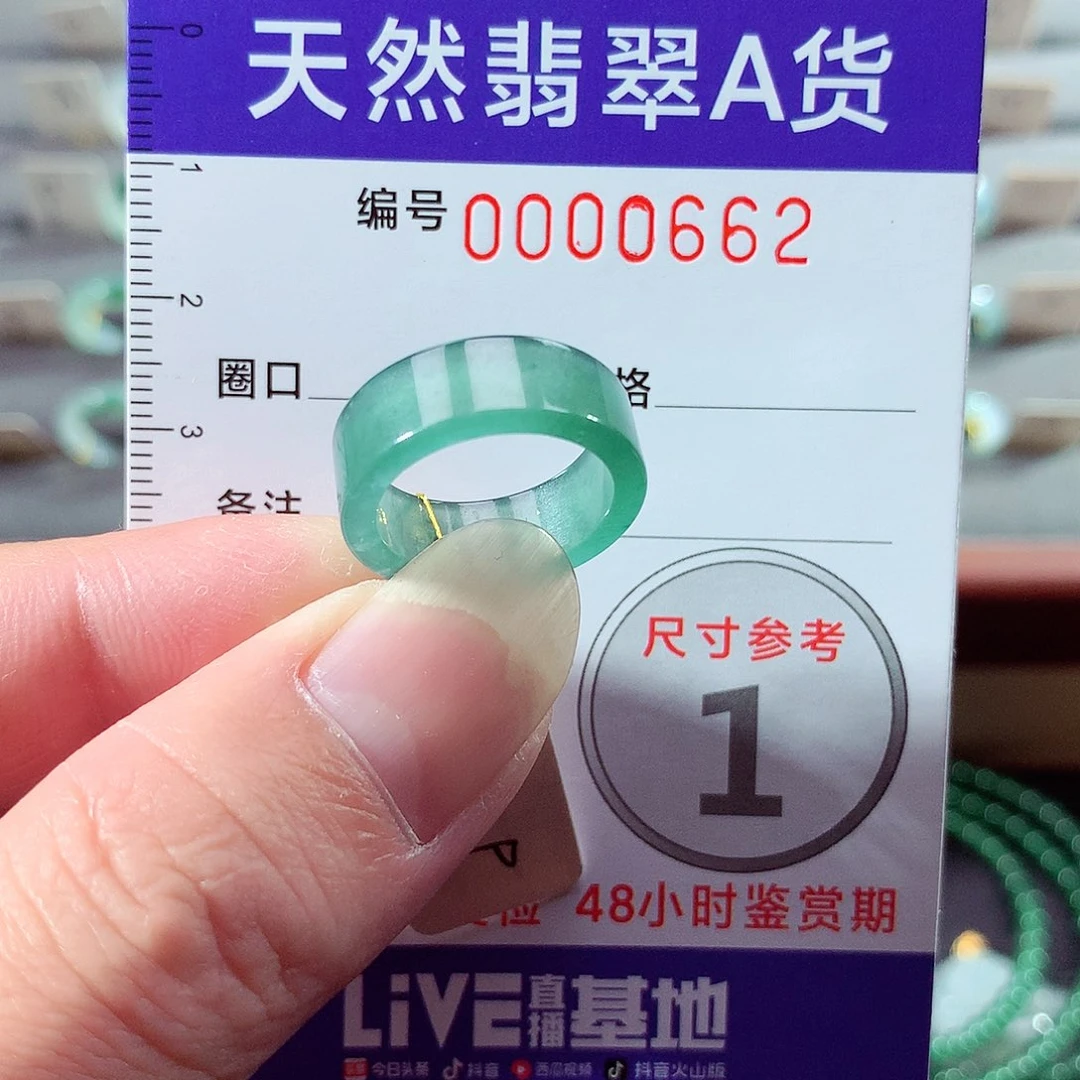 天然翡翠A货
0
1
编号 0000662
2
圈口 格
3
备注
尺寸参考
1
48小时鉴赏期
LiVE直播基地
今日头条 抖音 西瓜视频 抖音火山版